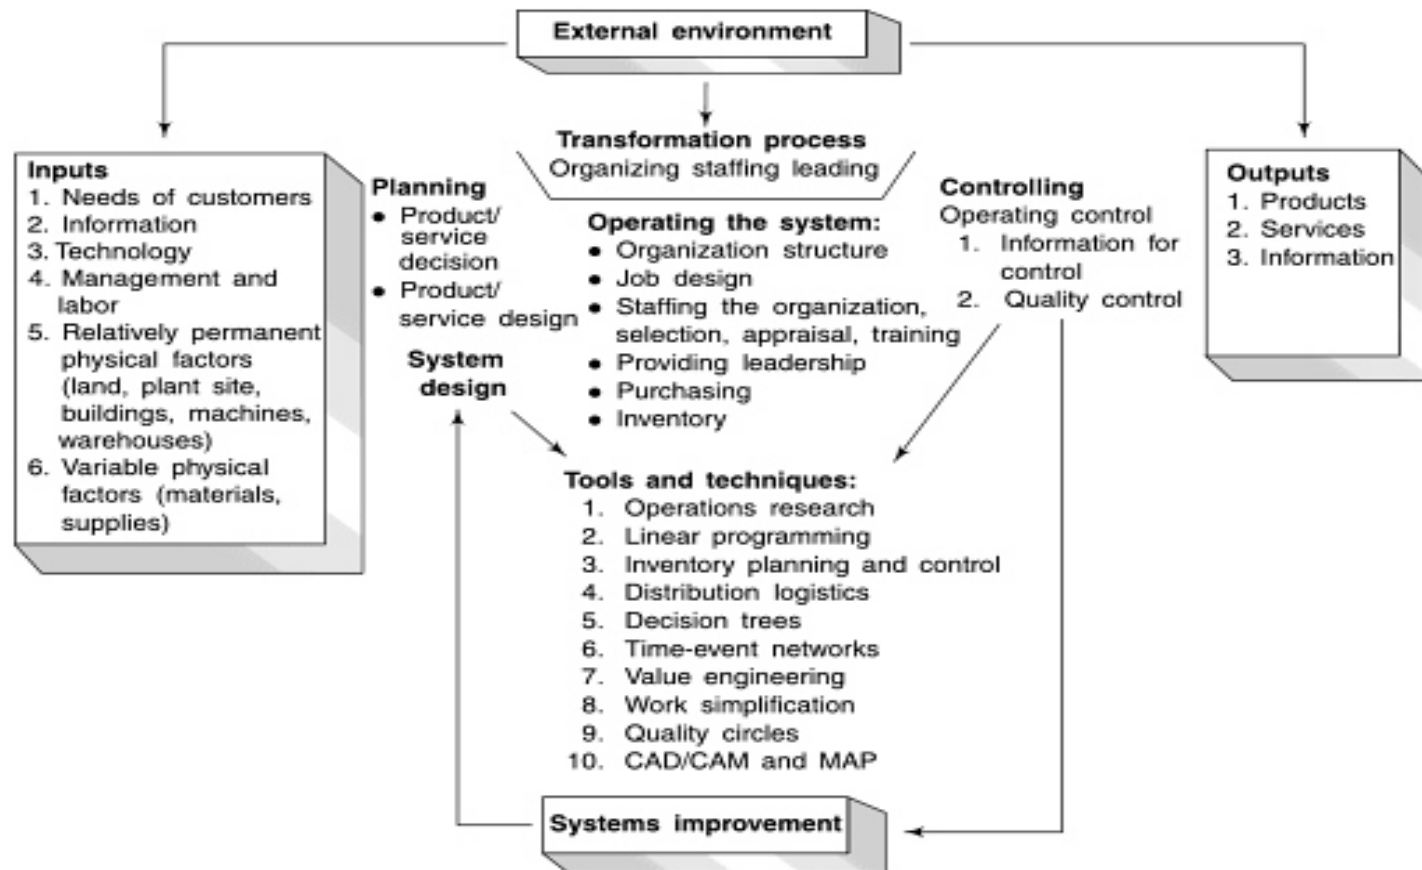 External environment
Transformation process
Organizing staffing leading
Inputs
1. Needs of customers
2. Information
3. Technology
4. Management and
labor
5. Relatively permanent
physical factors
(land, plant site,
buildings, machines,
warehouses)
6. Variable physical
factors (materials,
supplies)
Planning
• Product/
service
decision
• Product/
service design
System
design
Operating the system:
• Organization structure
• Job design
• Staffing the organization,
selection, appraisal, training
• Providing leadership
• Purchasing
• Inventory
Controlling
Operating control
1. Information for
control
2. Quality control
Outputs
1. Products
2. Services
3. Information
Tools and techniques:
1. Operations research
2. Linear programming
3. Inventory planning and control
4. Distribution logistics
5. Decision trees
6. Time-event networks
7. Value engineering
8. Work simplification
9. Quality circles
10. CAD/CAM and MAP
Systems improvement